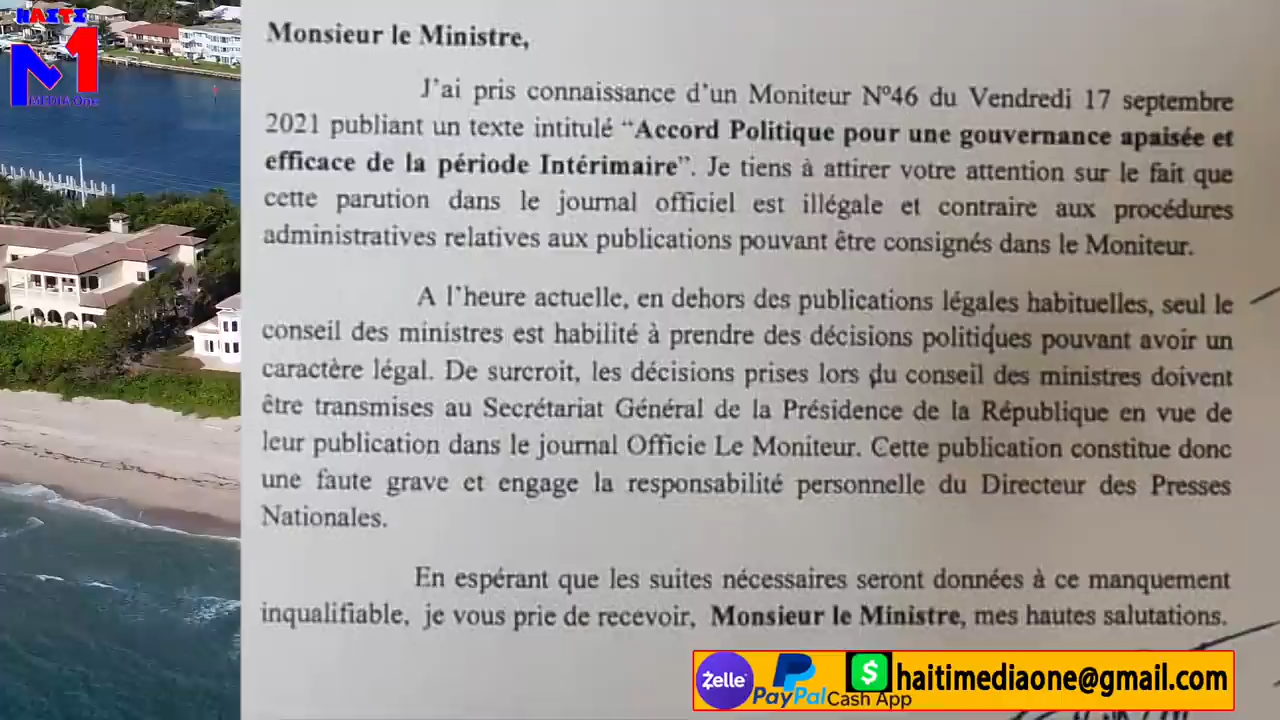 HAITI
M1
MEDIA One
Monsieur le Ministre,
J'ai pris connaissance d'un Moniteur Nº46 du Vendredi 17 septembre
2021 publiant un texte intitulé “Accord Politique pour une gouvernance apaisée et
efficace de la période Intérimaire”. Je tiens à attirer votre attention sur le fait que
cette parution dans le journal officiel est illégale et contraire aux procédures
administratives relatives aux publications pouvant être consignés dans le Moniteur.
A l'heure actuelle, en dehors des publications légales habituelles, seul le
conseil des ministres est habilité à prendre des décisions politiques pouvant avoir un
caractère légal. De surcroit, les décisions prises lors du conseil des ministres doivent
être transmises au Secrétariat Général de la Présidence de la République en vue de
leur publication dans le journal Officie Le Moniteur. Cette publication constitue donc
une faute grave et engage la responsabilité personnelle du Directeur des Presses
Nationales.
En espérant que les suites nécessaires seront données à ce manquement
inqualifiable, je vous prie de recevoir, Monsieur le Ministre, mes hautes salutations.
Zelle
PayPal
$
Cash App
haitimediaone@gmail.com